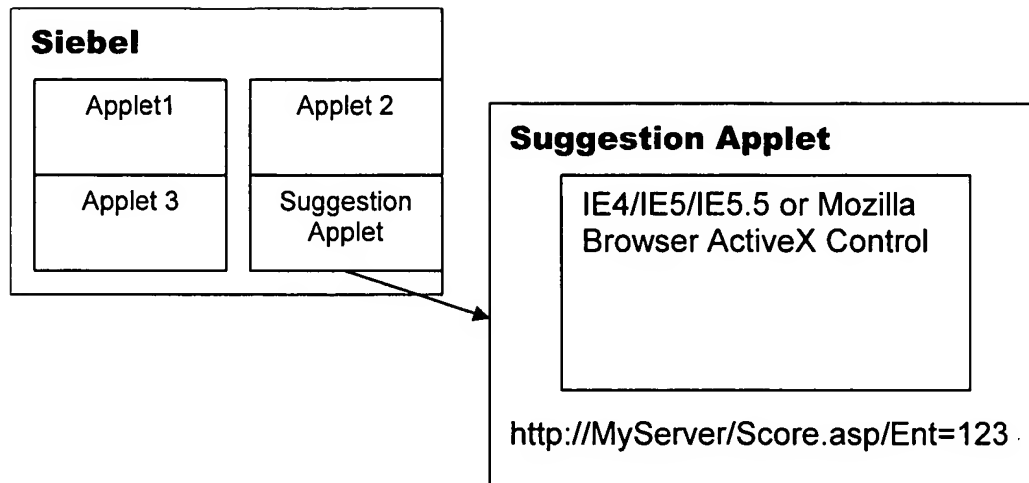 Siebel
Applet1
Applet 2
Applet 3
Suggestion
Applet
Suggestion Applet
IE4/IE5/IE5.5 or Mozilla
Browser ActiveX Control
http://MyServer/Score.asp/Ent=123